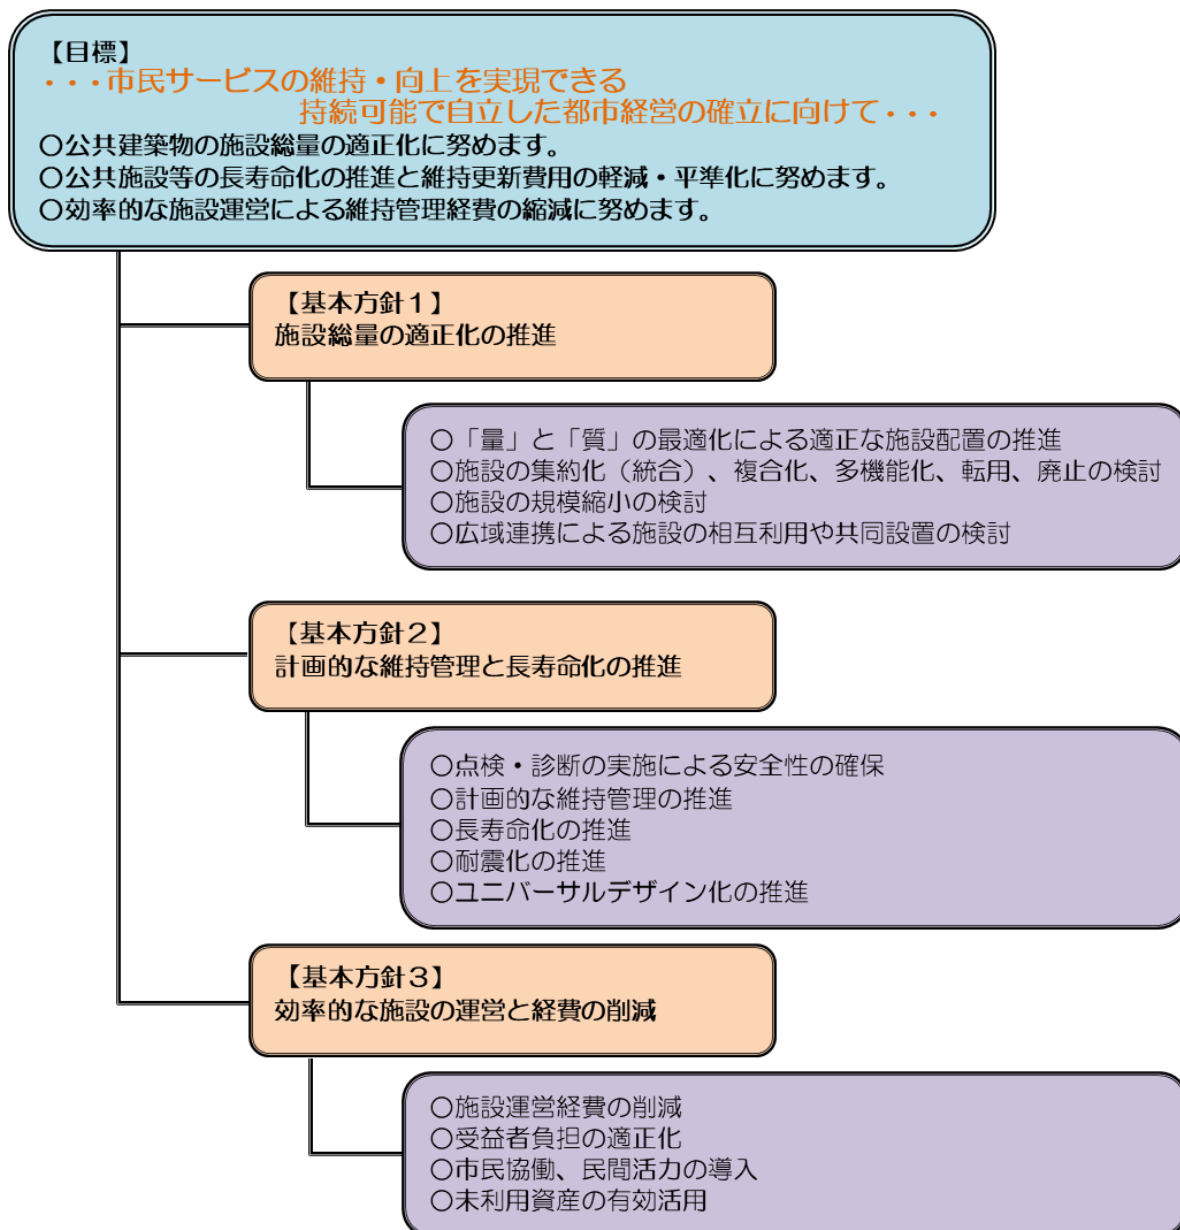 【目標】
・・・市民サービスの維持・向上を実現できる
持続可能で自立した都市経営の確立に向けて・・・
○公共建築物の施設総量の適正化に努めます。
○公共施設等の長寿命化の推進と維持更新費用の軽減・平準化に努めます。
○効率的な施設運営による維持管理経費の縮減に努めます。
【基本方針１】
施設総量の適正化の推進
○「量」と「質」の最適化による適正な施設配置の推進
○施設の集約化（統合）、複合化、多機能化、転用、廃止の検討
○施設の規模縮小の検討
○広域連携による施設の相互利用や共同設置の検討
【基本方針２】
計画的な維持管理と長寿命化の推進
○点検・診断の実施による安全性の確保
○計画的な維持管理の推進
○長寿命化の推進
○耐震化の推進
○ユニバーサルデザイン化の推進
【基本方針３】
効率的な施設の運営と経費の削減
○施設運営経費の削減
○受益者負担の適正化
○市民協働、民間活力の導入
○未利用資産の有効活用